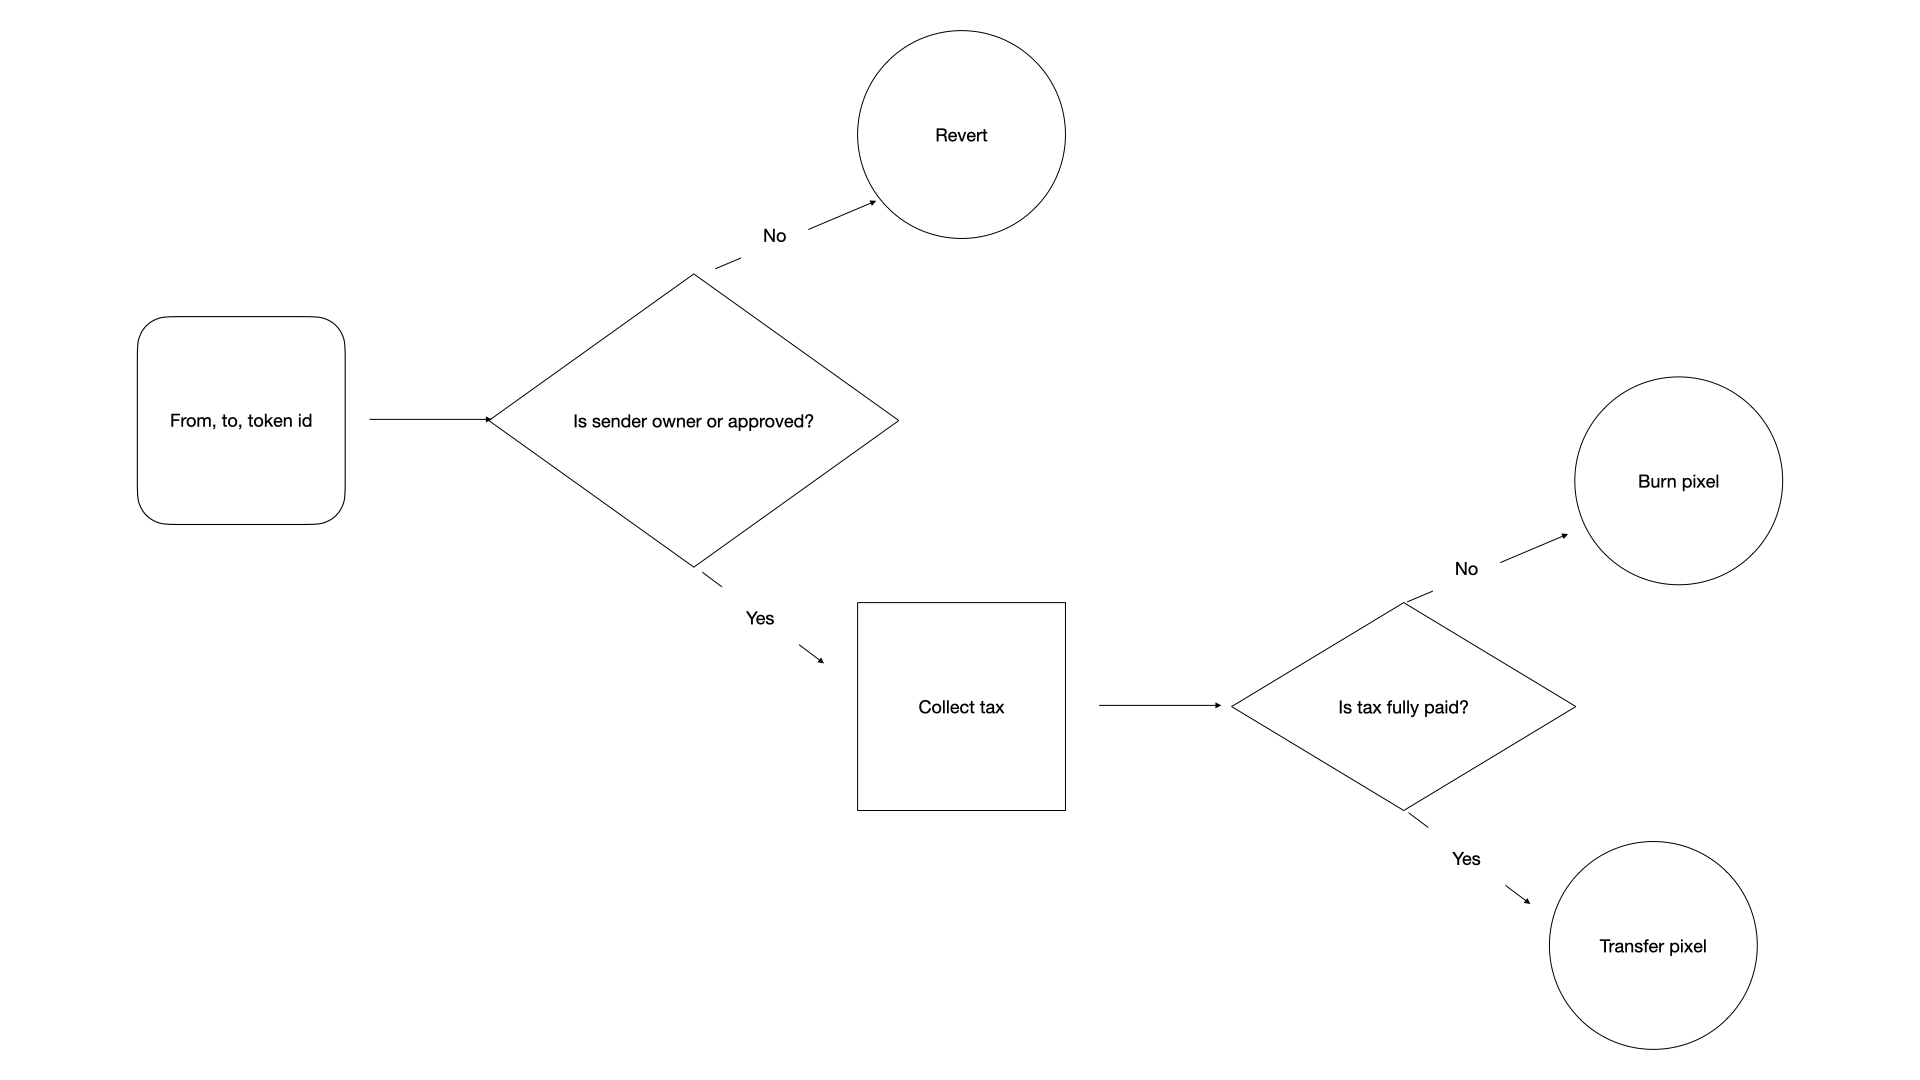 Revert
No
From, to, token id
Is sender owner or approved?
Yes
Collect tax
Is tax fully paid?
No
Burn pixel
Yes
Transfer pixel